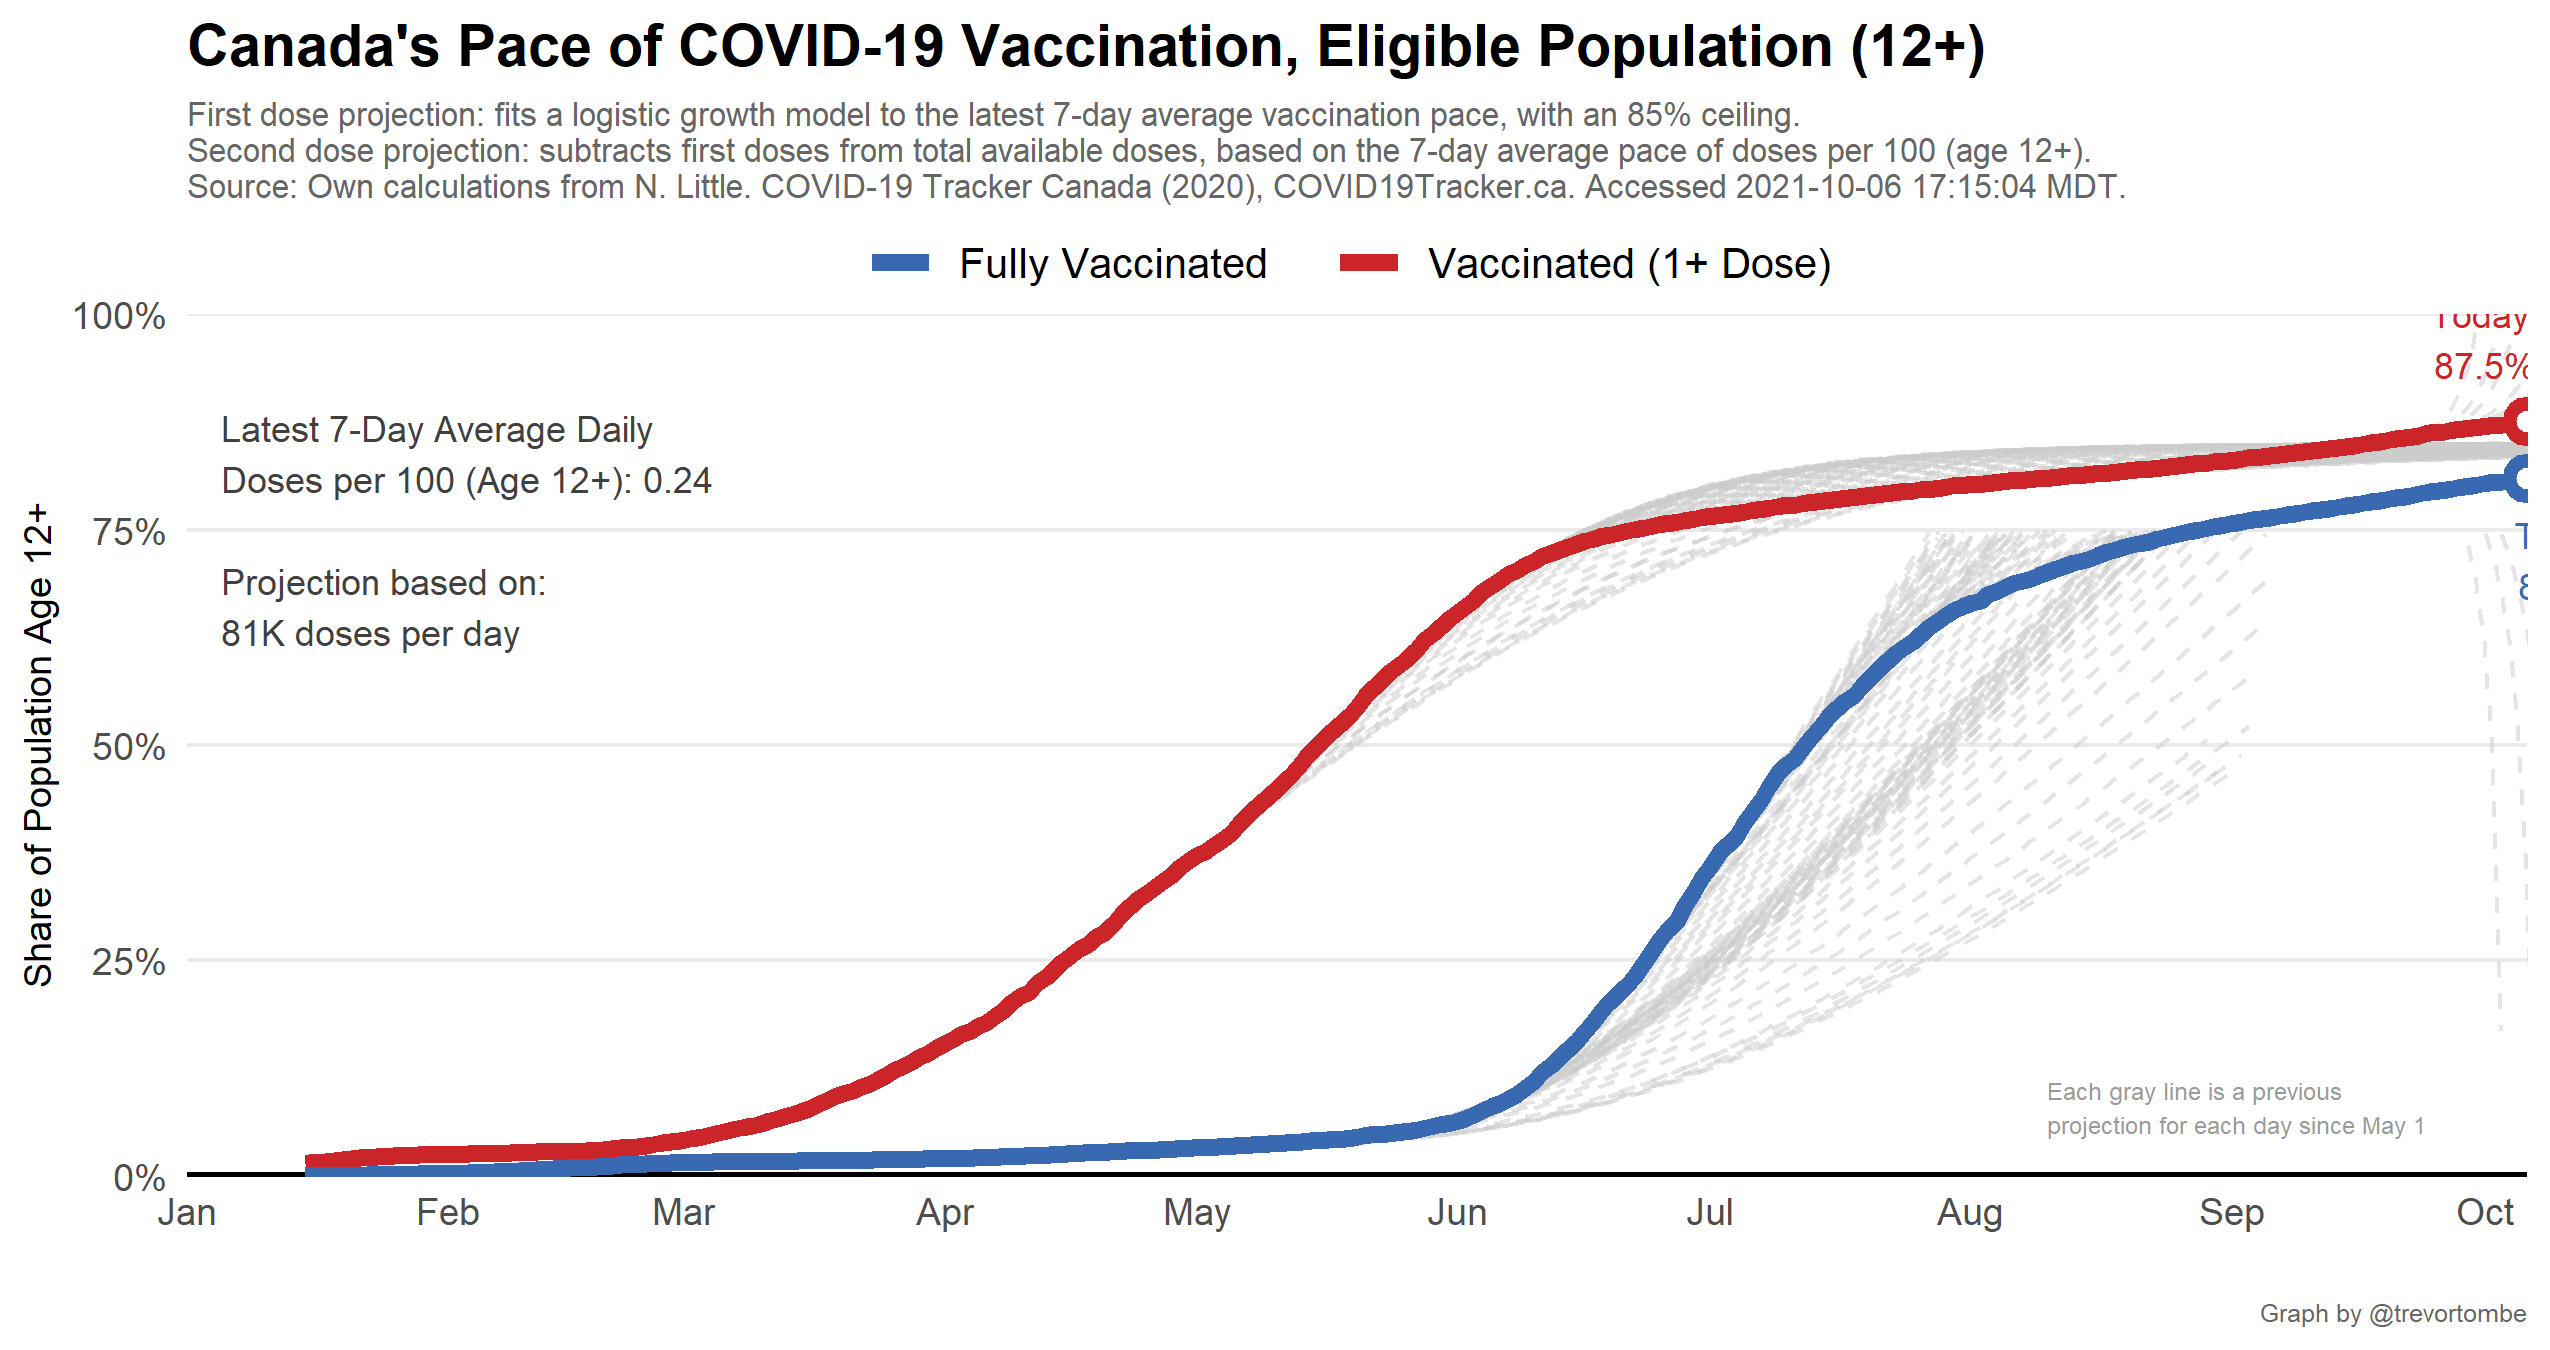 Canada's Pace of COVID-19 Vaccination, Eligible Population (12+)
First dose projection: fits a logistic growth model to the latest 7-day average vaccination pace, with an 85% ceiling.
Second dose projection: subtracts first doses from total available doses, based on the 7-day average pace of doses per 100 (age 12+).
Source: Own calculations from N. Little. COVID-19 Tracker Canada (2020), COVID19Tracker.ca. Accessed 2021-10-06 17:15:04 MDT.
Fully Vaccinated
Vaccinated (1+ Dose)
100%
75%
50%
25%
0%
Share of Population Age 12+
Today
87.5%
Latest 7-Day Average Daily
Doses per 100 (Age 12+): 0.24
Projection based on:
81K doses per day
Each gray line is a previous
projection for each day since May 1
Jan Feb Mar Apr May Jun Jul Aug Sep Oct
Graph by @trevortombe